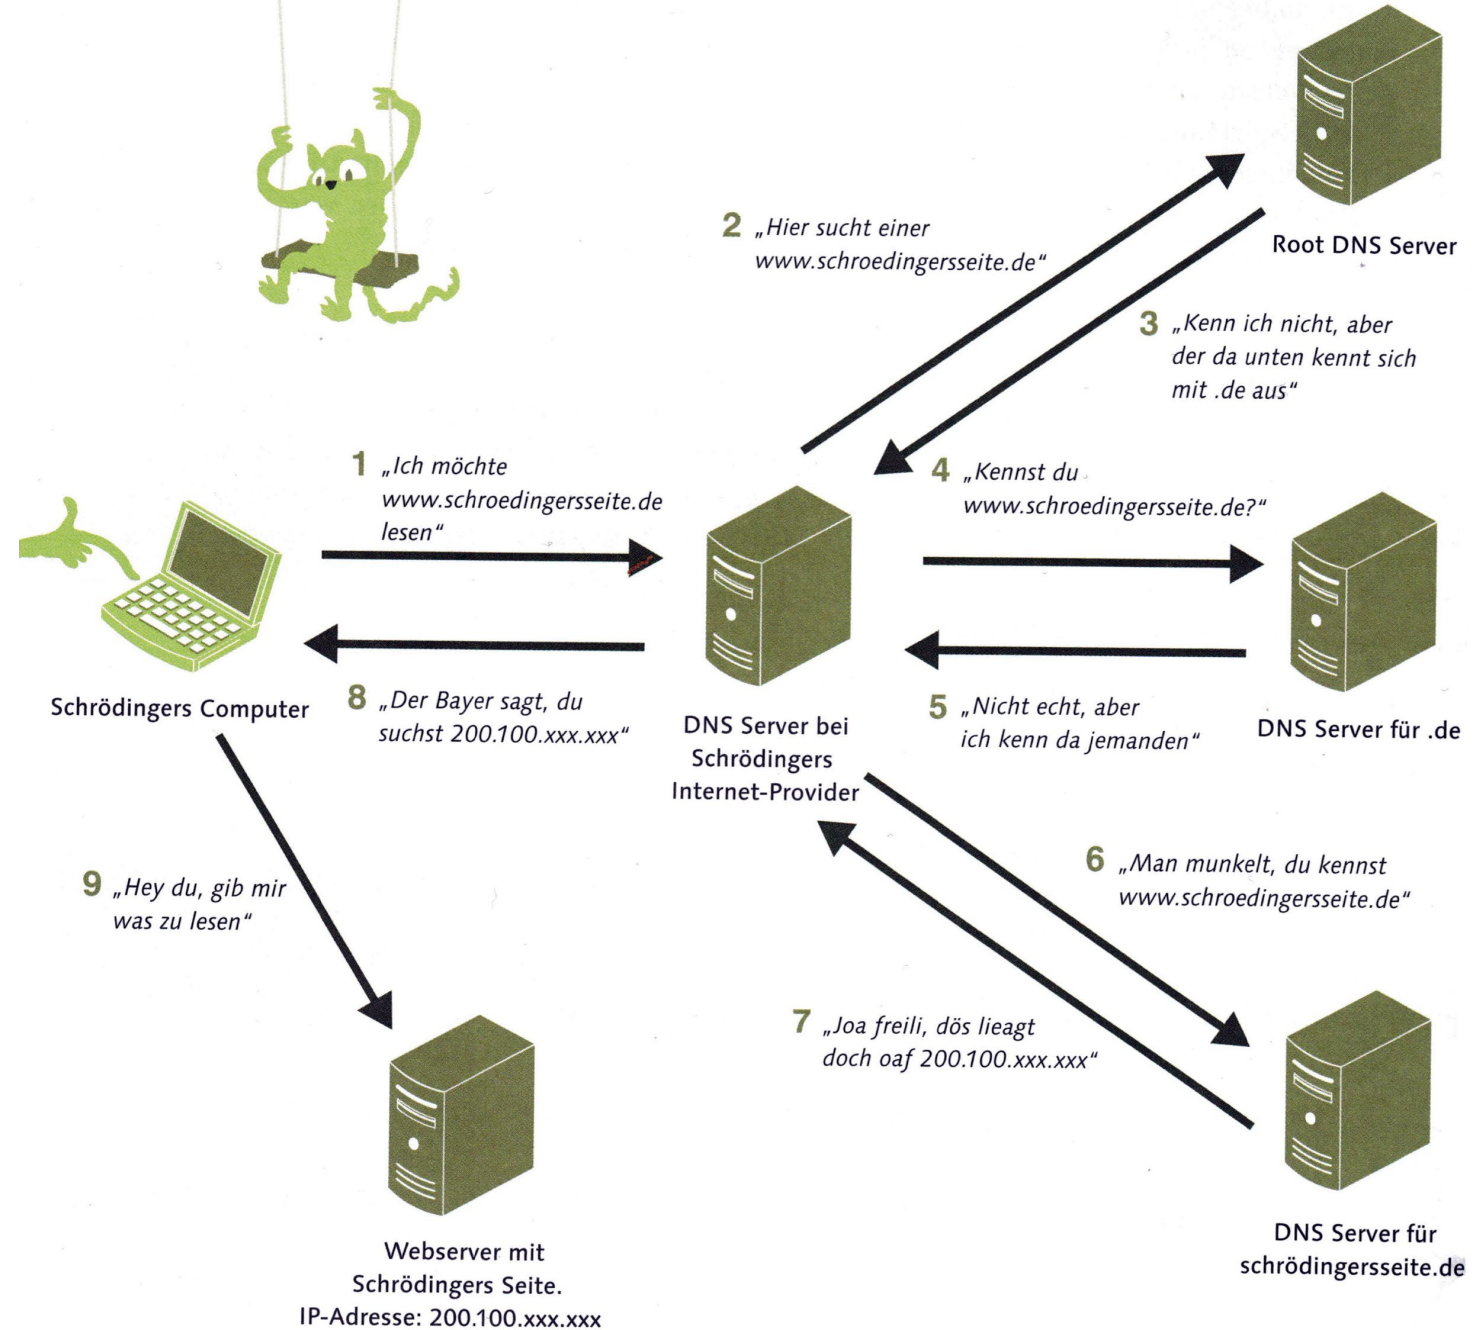 Root DNS Server
2 „Hier sucht einer
www.schroedingersseite.de“
3 „Kenn ich nicht, aber
der da unten kennt sich
mit .de aus“
1 „Ich möchte
www.schroedingersseite.de
lesen“
4 „Kennst du
www.schroedingersseite.de?“
Schrödingers Computer
8 „Der Bayer sagt, du
suchst 200.100.xxx.xxx“
DNS Server bei
Schrödingers
Internet-Provider
5 „Nicht echt, aber
ich kenn da jemanden“
DNS Server für .de
9 „Hey du, gib mir
was zu lesen“
6 „Man munkelt, du kennst
www.schroedingersseite.de“
7 „Joa freili, dös lieagt
doch oaf 200.100.xxx.xxx“
Webserver mit
Schrödingers Seite.
IP-Adresse: 200.100.xxx.xxx
DNS Server für
schrödingersseite.de